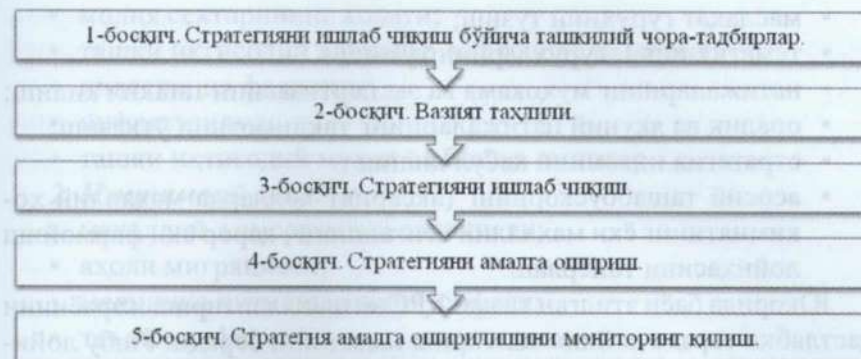 1-босқич. Стратегияни ишлаб чиқиш бўйича ташкилий чора-тадбирлар.
2-босқич. Вазият таҳлили.
3-босқич. Стратегияни ишлаб чиқиш
4-босқич. Стратегияни амалга ошириш.
5-босқич. Стратегия амалга оширилишини мониторинг қилиш.